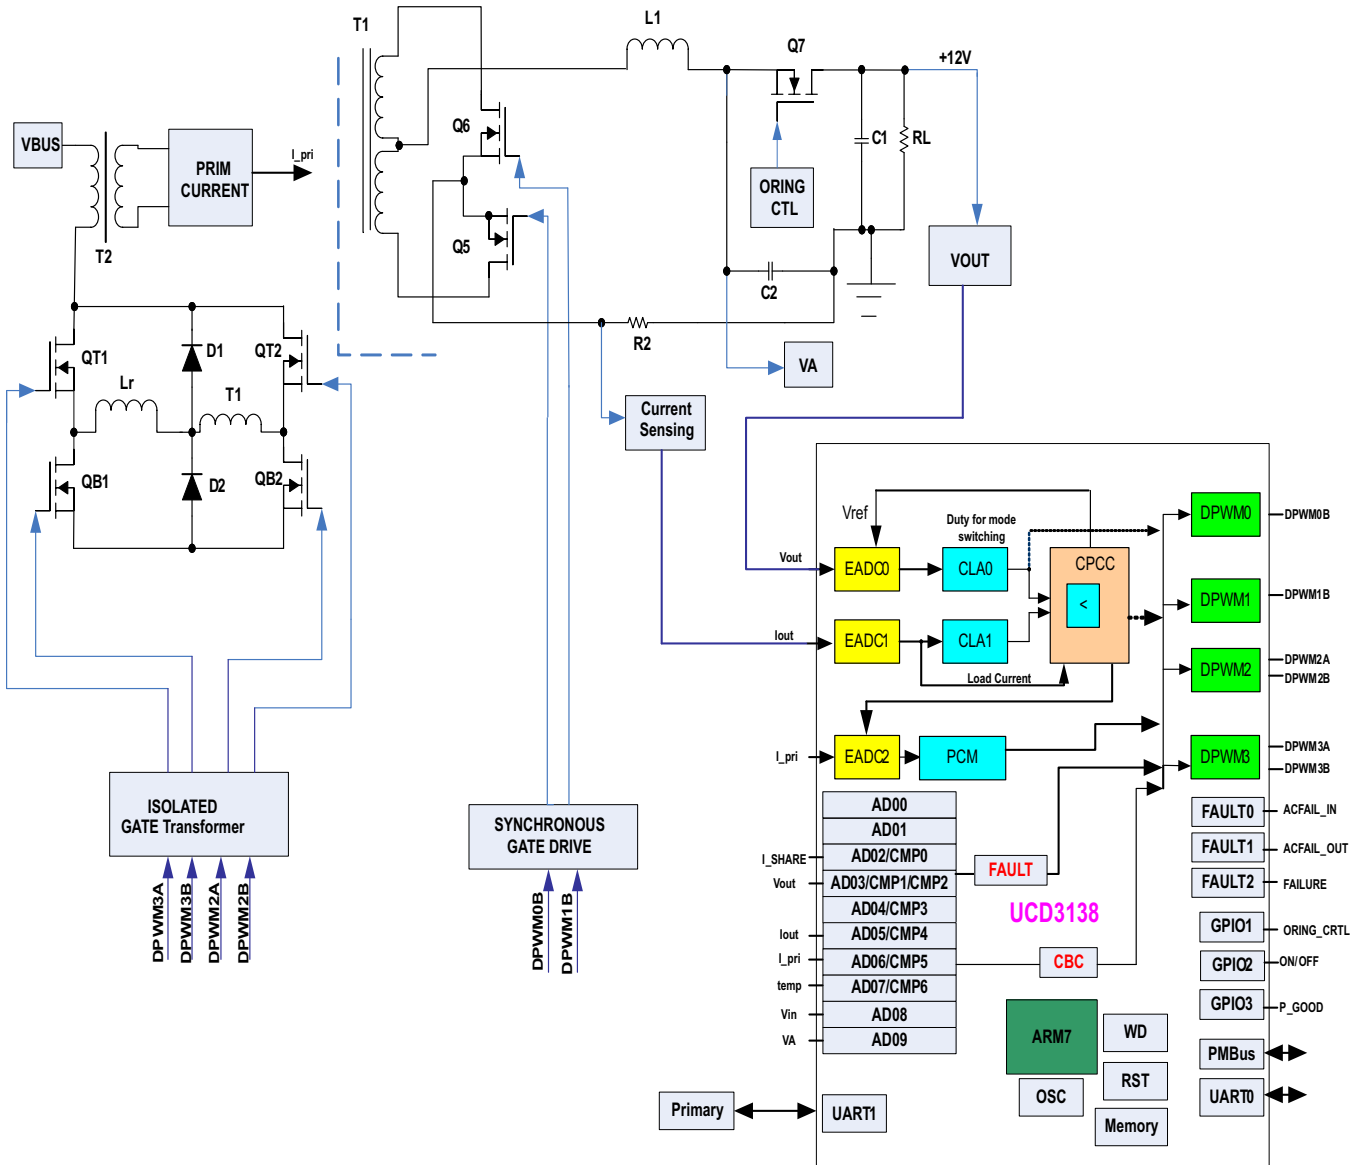 T1
L1
Q7
+12V
VBUS
PRIM
CURRENT
I_pri
T2
Q6
Q5
C1
RL
ORING
CTL
VOUT
C2
R2
VA
QT1
D1
QT2
Lr
T1
QB1
D2
QB2
Current
Sensing
Vref
Duty for mode
switching
Vout
EADC0
CLA0
CPCC
<
DPWM0
DPWM0B
DPWM1
DPWM1B
Iout
EADC1
CLA1
Load Current
DPWM2
DPWM2A
DPWM2B
I_pri
EADC2
PCM
DPWM3
DPWM3A
DPWM3B
ISOLATED
GATE Transformer
DPWM3A
DPWM3B
DPWM2A
DPWM2B
SYNCHRONOUS
GATE DRIVE
DPWM0B
DPWM1B
AD00
AD01
I_SHARE
AD02/CMP0
Vout
AD03/CMP1/CMP2
AD04/CMP3
Iout
AD05/CMP4
I_pri
AD06/CMP5
temp
AD07/CMP6
Vin
AD08
VA
AD09
FAULT
UCD3138
CBC
FAULT0
ACFAIL_IN
FAULT1
ACFAIL_OUT
FAULT2
FAILURE
GPIO1
ORING_CRTL
GPIO2
ON/OFF
GPIO3
P_GOOD
ARM7
WD
RST
OSC
Memory
PMBus
UART0
Primary
UART1